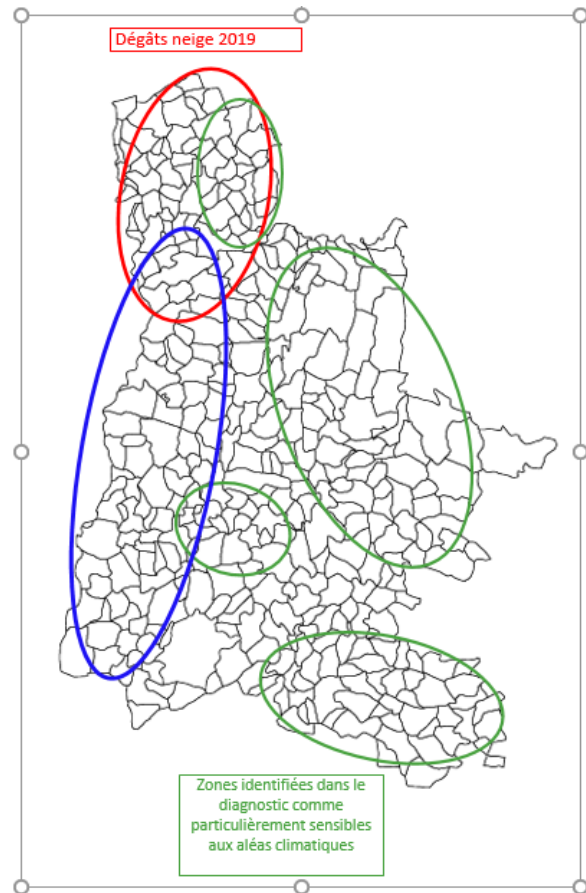 Dégâts neige 2019
Zones identifiées dans le
diagnostic comme
particulièrement sensibles
aux aléas climatiques